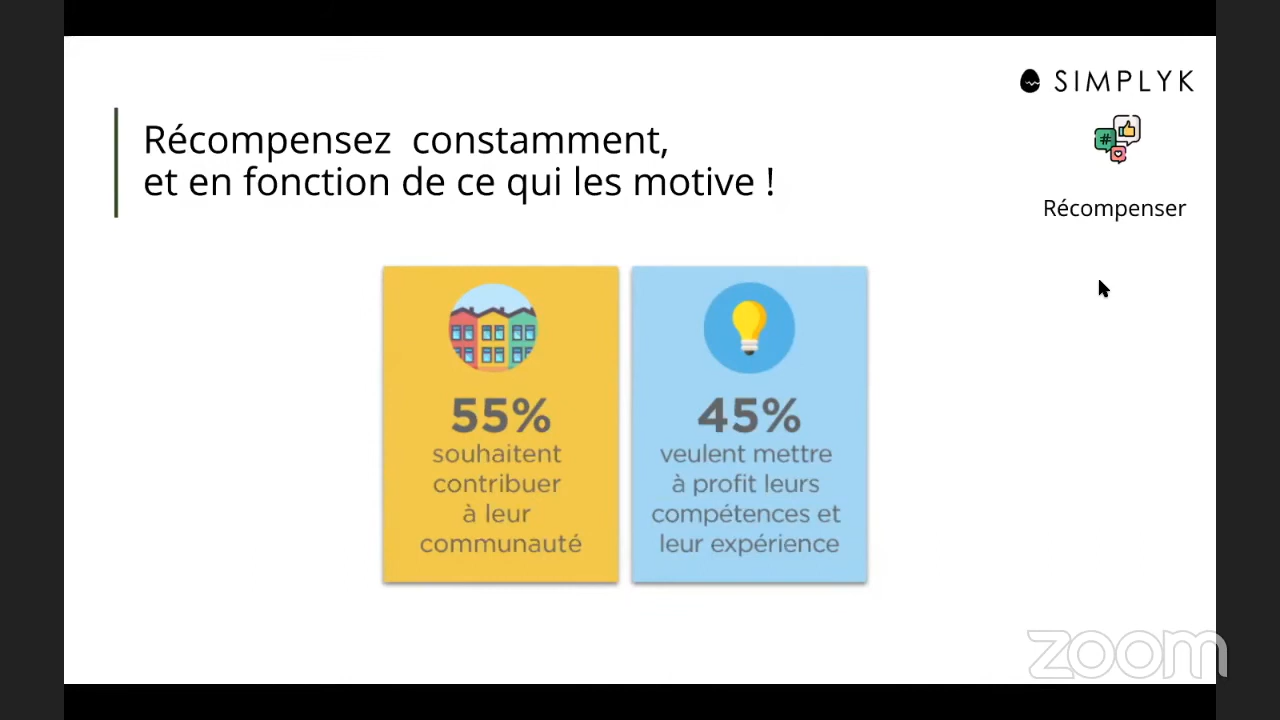 SIMPLYK
Récompensez constamment,
et en fonction de ce qui les motive !
#
Récompenser
55%
souhaitent
contribuer
à leur
communauté
45%
veulent mettre
à profit leurs
compétences et
leur expérience
zoom